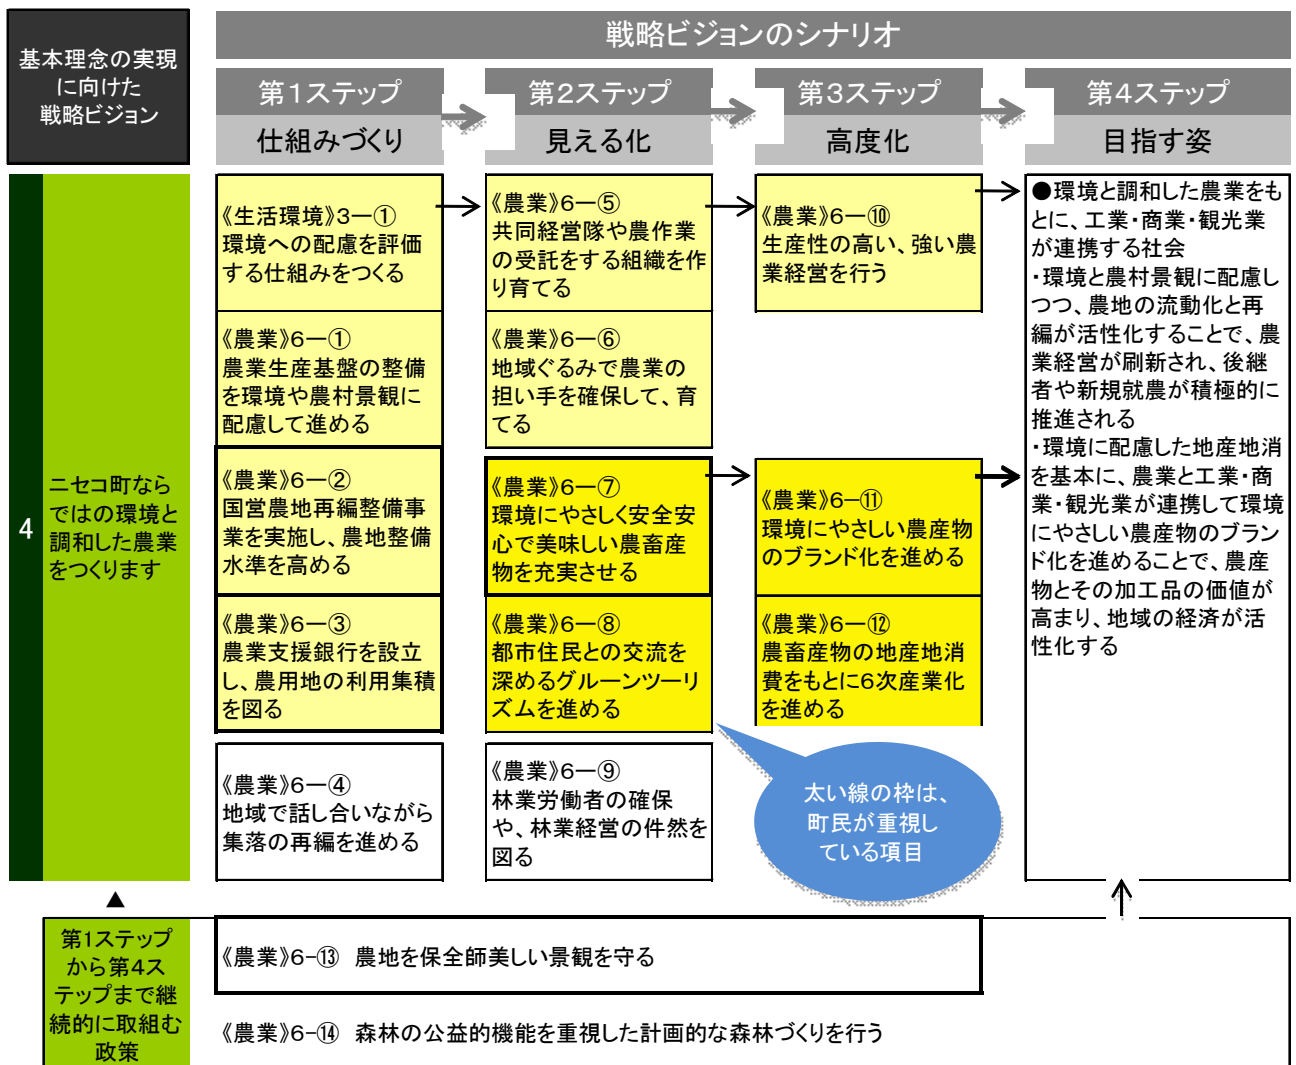 基本理念の実現
に向けた
戦略ビジョン
戦略ビジョンのシナリオ
第1ステップ
仕組みづくり
第2ステップ
見える化
第3ステップ
高度化
第4ステップ
目指す姿
4
ニセコ町なら
ではの環境と
調和した農業
をつくります
《生活環境》3―①
環境への配慮を評価
する仕組みをつくる
《農業》6―①
農業生産基盤の整備
を環境や農村景観に
配慮して進める
《農業》6―②
国営農地再編整備事
業を実施し、農地整備
水準を高める
《農業》6―③
農業支援銀行を設立
し、農用地の利用集積
を図る
《農業》6―④
地域で話し合いながら
集落の再編を進める
《農業》6―⑤
共同経営隊や農作業
の受託をする組織を作
り育てる
《農業》6―⑥
地域ぐるみで農業の
担い手を確保して、育
てる
《農業》6―⑦
環境にやさしく安全安
心で美味しい農畜産
物を充実させる
《農業》6―⑧
都市住民との交流を
深めるグルーンツーリ
ズムを進める
《農業》6―⑨
林業労働者の確保
や、林業経営の件然を
図る
《農業》6―⑩
生産性の高い、強い農
業経営を行う
《農業》6―⑪
環境にやさしい農産物
のブランド化を進める
《農業》6―⑫
農畜産物の地産地消
費をもとに6次産業化
を進める
太い線の枠は、
町民が重視し
ている項目
●環境と調和した農業をも
とに、工業・商業・観光業
が連携する社会
・環境と農村景観に配慮し
つつ、農地の流動化と再
編が活性化することで、農
業経営が刷新され、後継
者や新規就農が積極的に
推進される
・環境に配慮した地産地消
を基本に、農業と工業・商
業・観光業が連携して環境
にやさしい農産物のブラン
ド化を進めることで、農産
物とその加工品の価値が
高まり、地域の経済が活
性化する
▲
第1ステップ
から第4ス
テップまで継
続的に取組む
政策
《農業》6-⑬ 農地を保全師美しい景観を守る
《農業》6-⑭ 森林の公益的機能を重視した計画的な森林づくりを行う